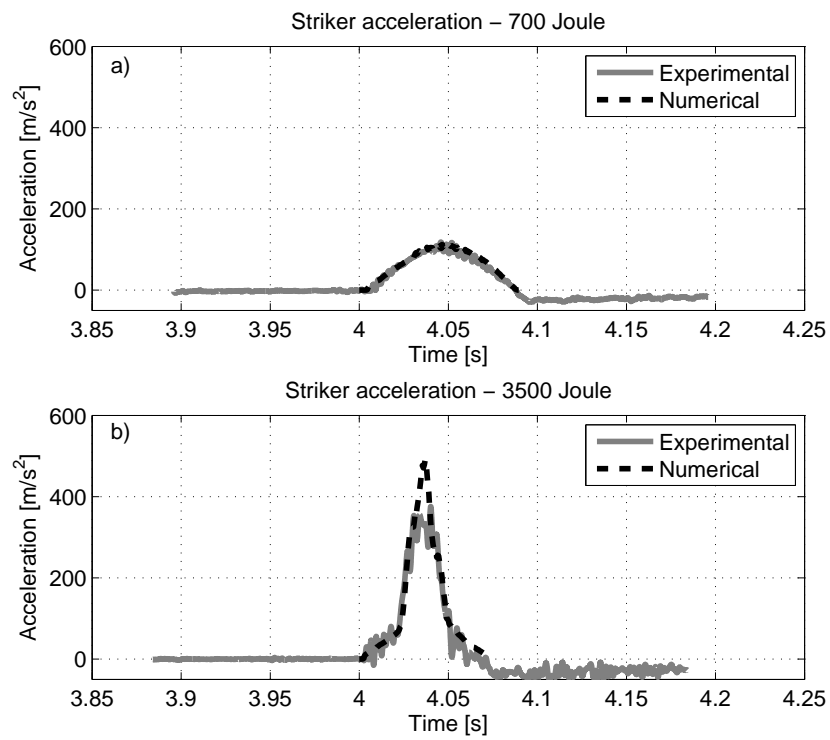 Striker acceleration − 700 Joule
a)
Experimental
Numerical
Acceleration [m/s²]
600
400
200
0
3.85 3.9 3.95 4 4.05 4.1 4.15 4.2 4.25
Time [s]
Striker acceleration − 3500 Joule
b)
Experimental
Numerical
Acceleration [m/s²]
600
400
200
0
3.85 3.9 3.95 4 4.05 4.1 4.15 4.2 4.25
Time [s]